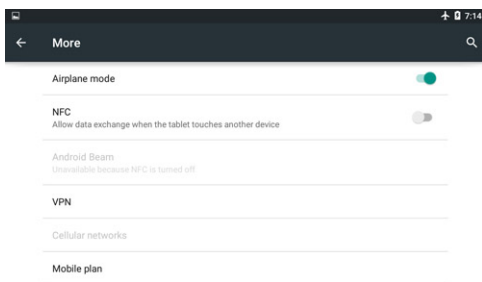 7:14
More
Airplane mode
NFC
Allow data exchange when the tablet touches another device
Android Beam
Unavailable because NFC is turned off
VPN
Cellular networks
Mobile plan